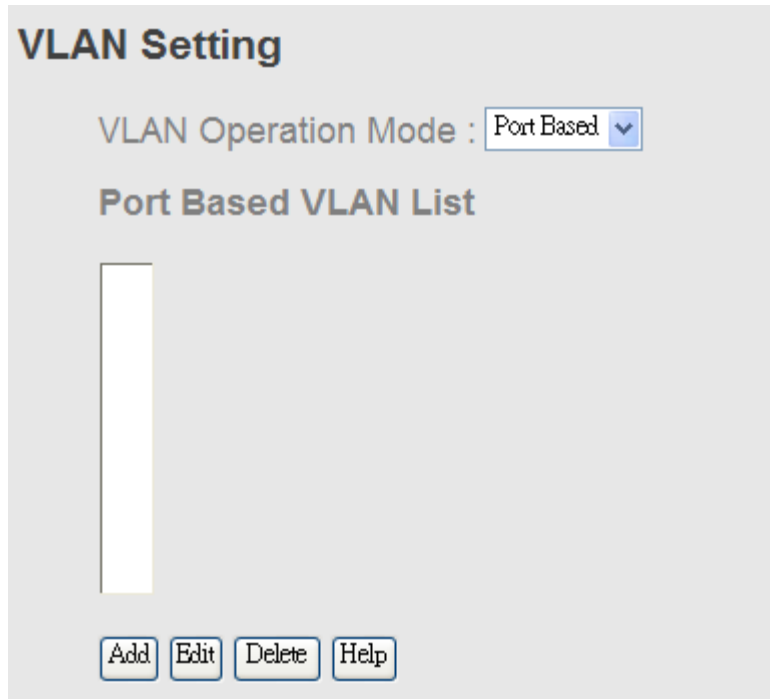 VLAN Setting
VLAN Operation Mode : Port Based
Port Based VLAN List
Add Edit Delete Help